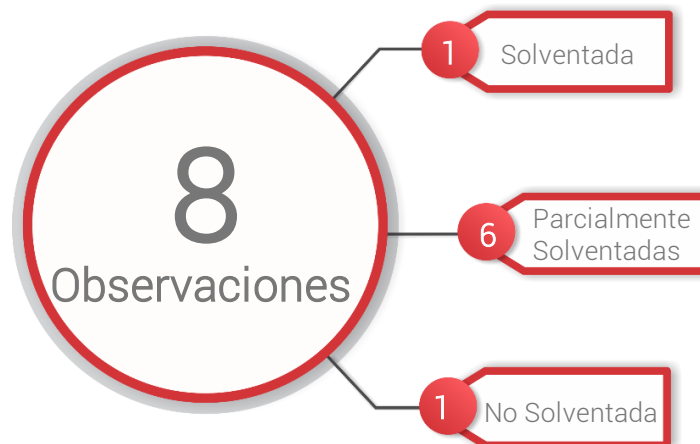 8
Observaciones
1
Solventada
6
Parcialmente
Solventadas
1
No Solventada